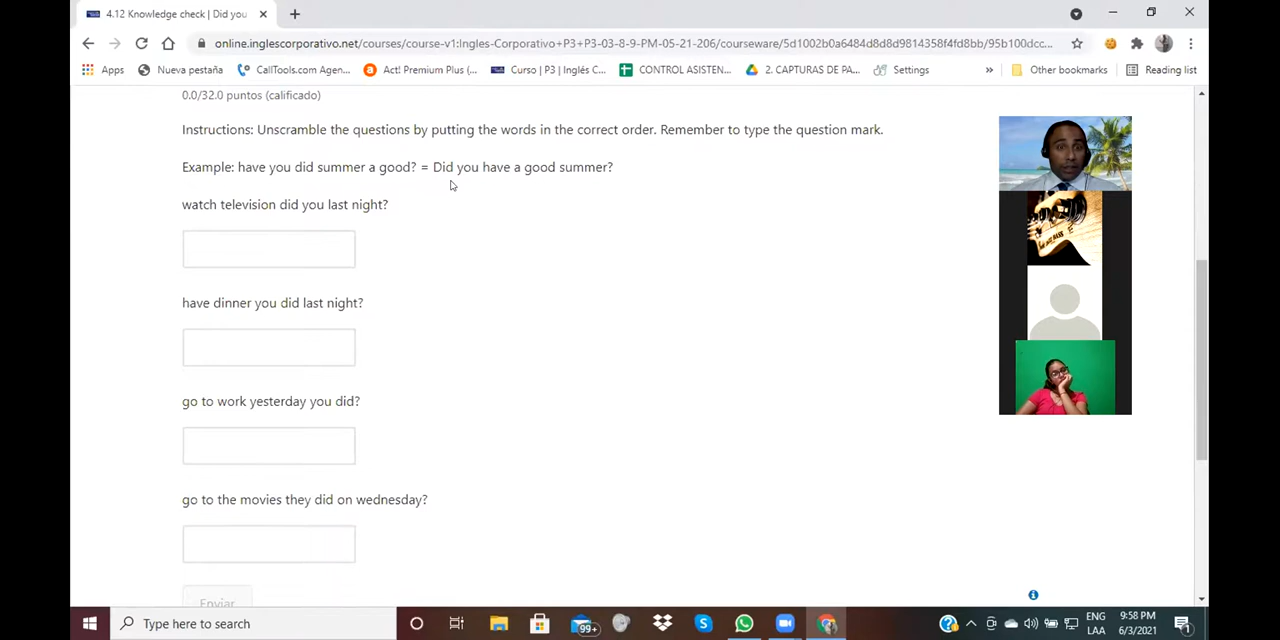 4.12 Knowledge check | Did you
online.inglescorporativo.net/courses/course-v1:Ingles-Corporativo+P3+P3-03-8-9-PM-05-21-206/courseware/5d1002b0a6484d8d8d9814358f4fd8bb/95b100dcc...
Apps Nueva pestaña CallTools.com Agen... Act! Premium Plus (... Curso | P3 | Inglés C... CONTROL ASISTEN... 2. CAPTURAS DE PA... Settings » Other bookmarks Reading list
0.0/32.0 puntos (calificado)
Instructions: Unscramble the questions by putting the words in the correct order. Remember to type the question mark.
Example: have you did summer a good? = Did you have a good summer?
watch television did you last night?
have dinner you did last night?
go to work yesterday you did?
go to the movies they did on wednesday?
Enviar
Type here to search
99+
ENG
LAA
9:58 PM
6/3/2021
1